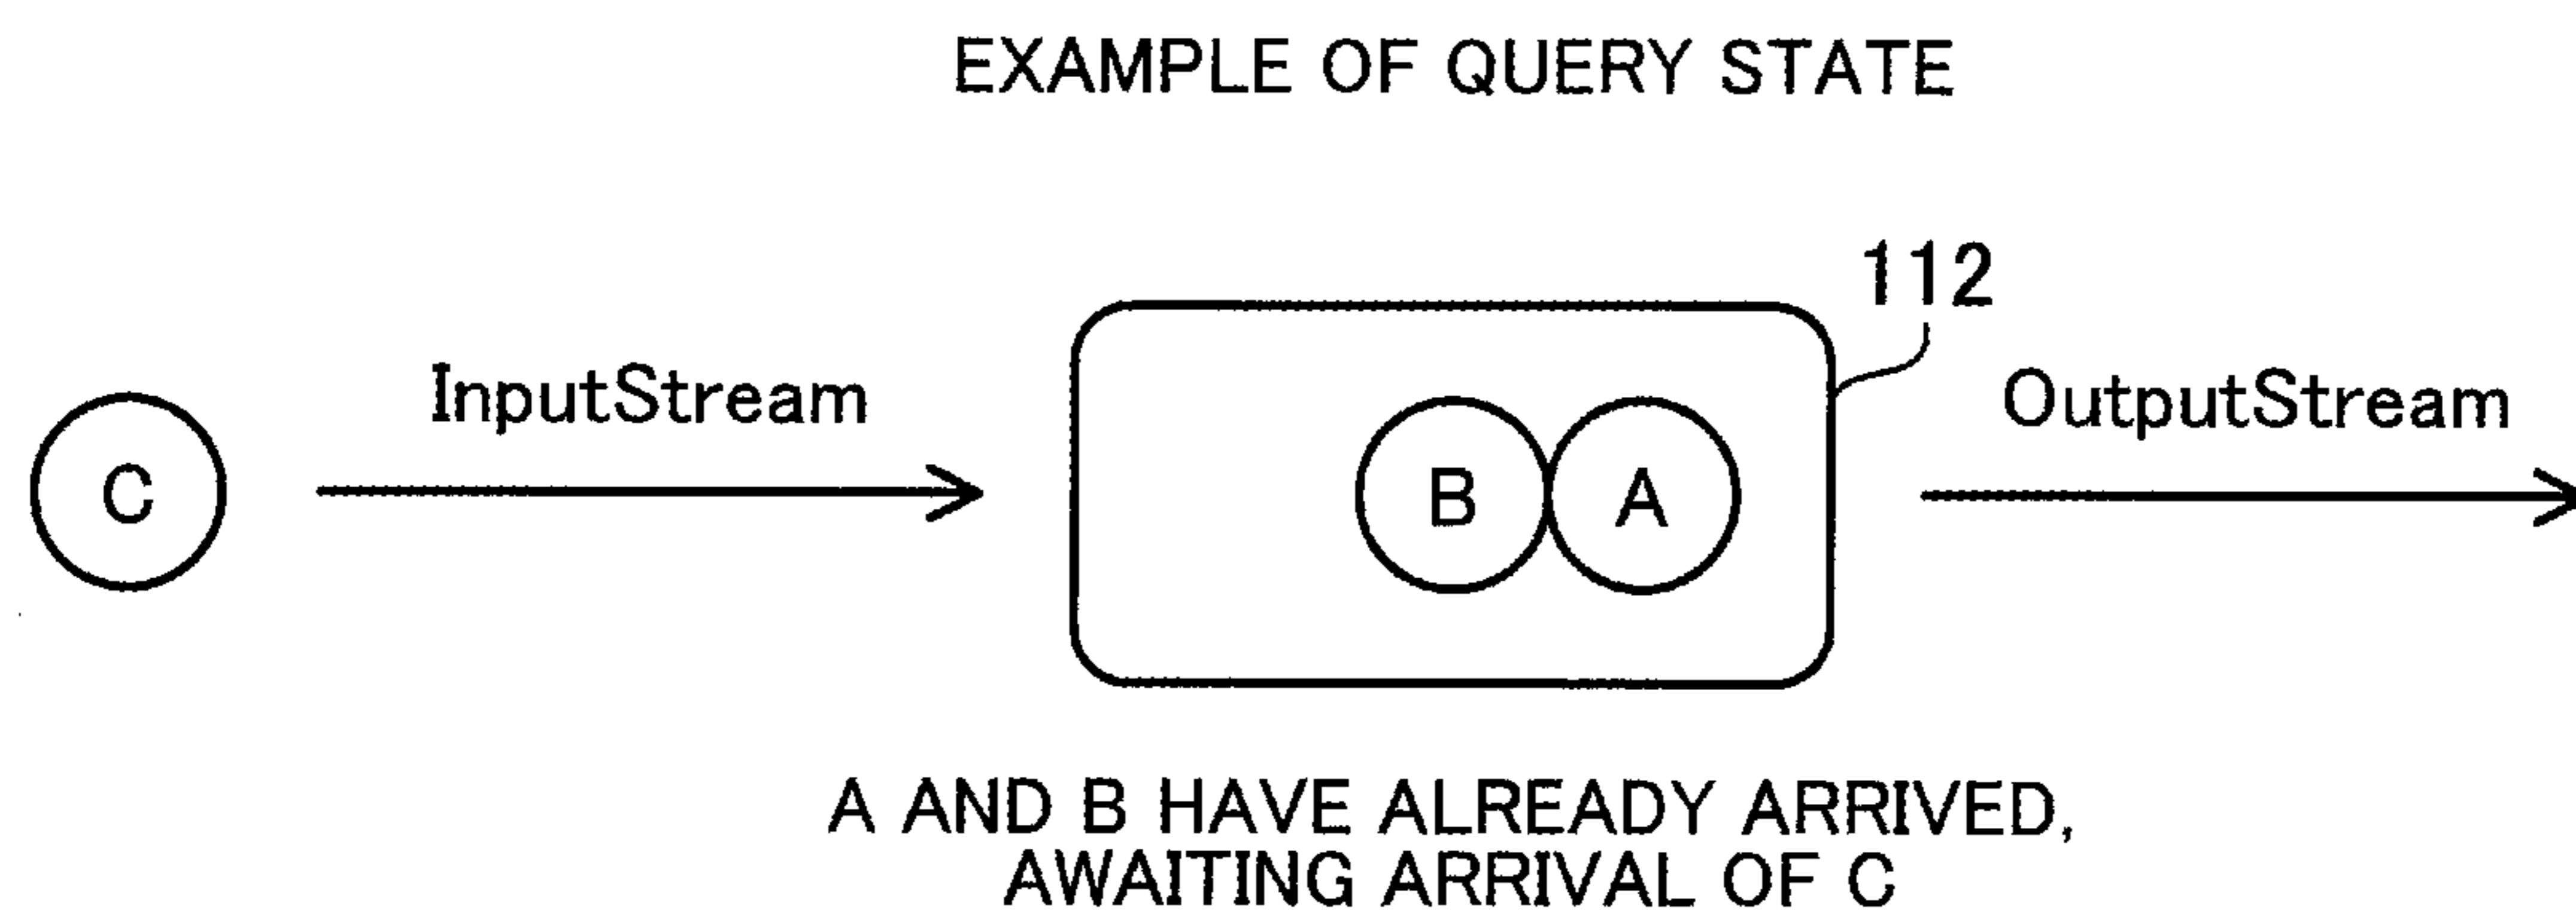 EXAMPLE OF QUERY STATE
112
InputStream
OutputStream
C
B
A
A AND B HAVE ALREADY ARRIVED,
AWAITING ARRIVAL OF C